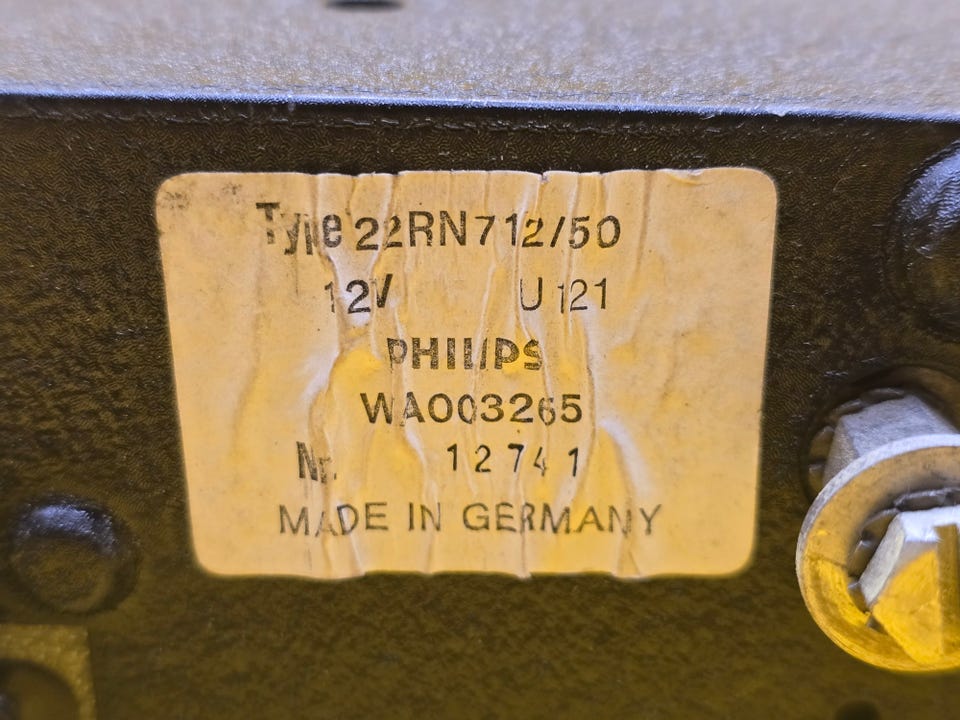 Type 22RN712/50
12V U 121
PHILIPS
WA003265
Nr. 12741
MADE IN GERMANY